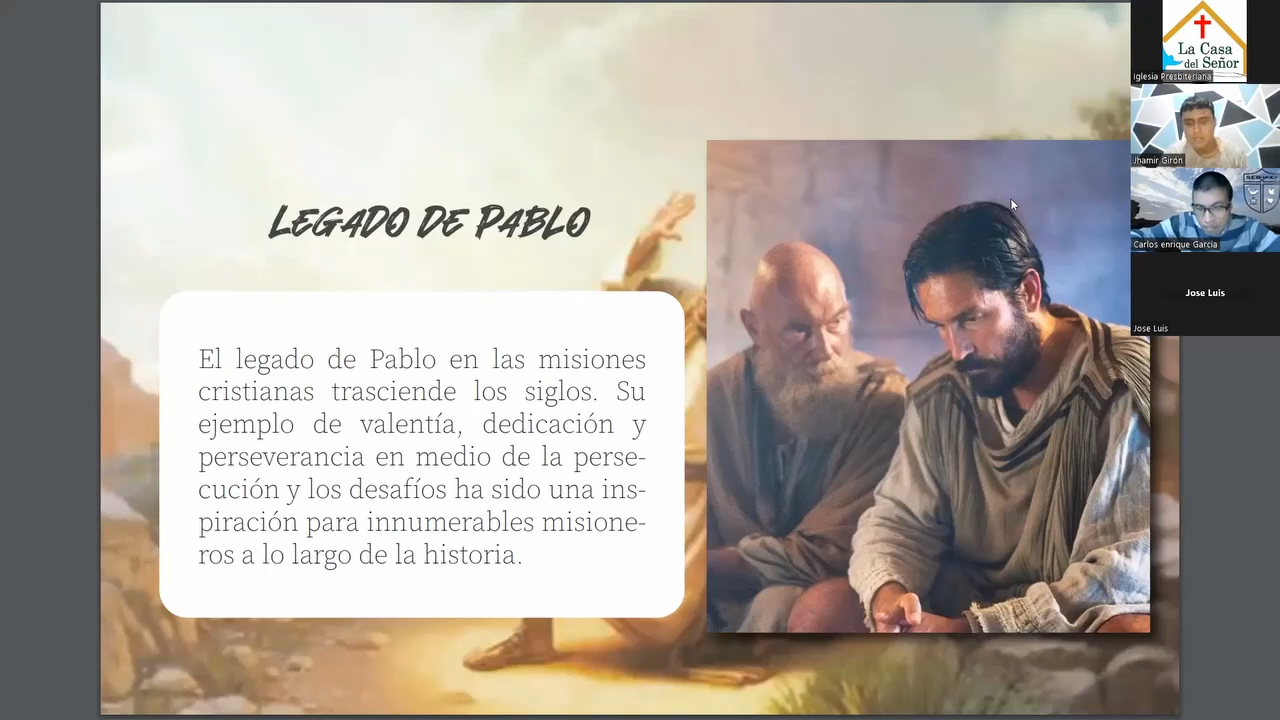 LEGADO DE PABLO
El legado de Pablo en las misiones
cristianas trasciende los siglos. Su
ejemplo de valentía, dedicación y
perseverancia en medio de la perse-
cución y los desafíos ha sido una ins-
piración para innumerables misione-
ros a lo largo de la historia.
La Casa
del Señor
Iglesia Presbiteriana
Jhamir Girón
Carlos enrique Garcia
Jose Luis
Jose Luis